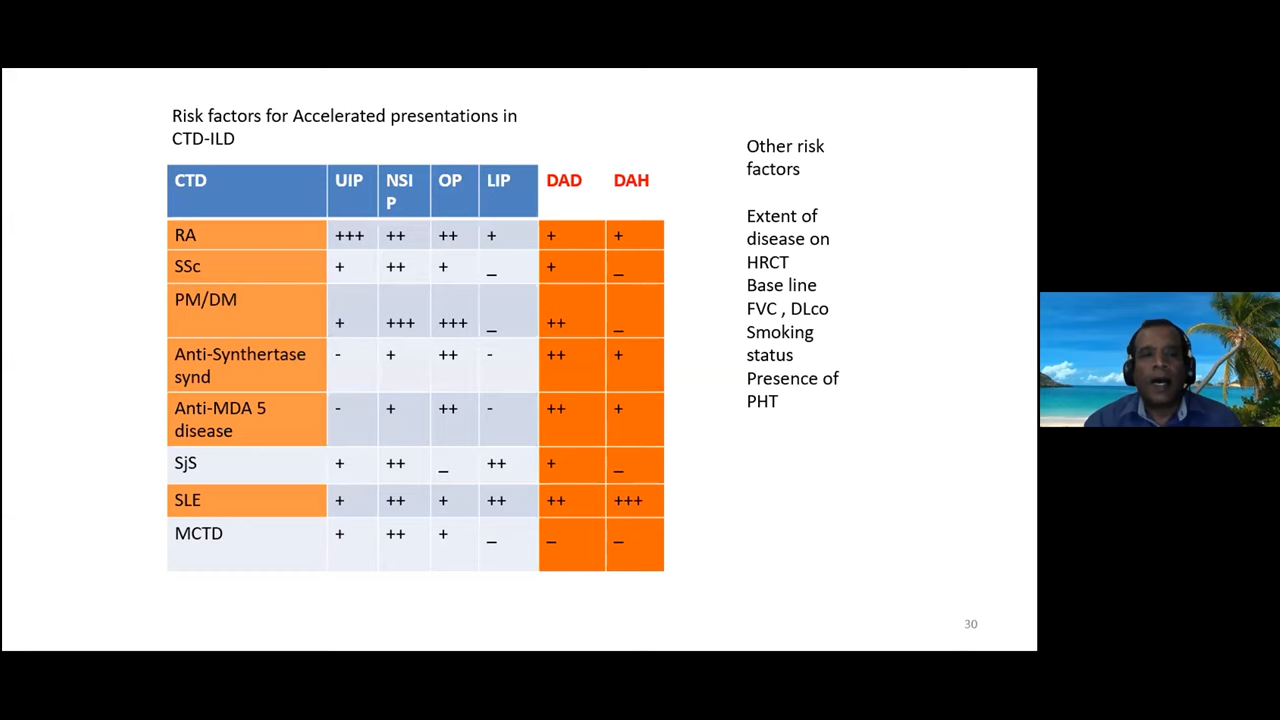 Risk factors for Accelerated presentations in
CTD-ILD
CTD UIP NSI OP LIP DAD DAH
P
RA +++ ++ ++ + + +
SSc + ++ + _ + _
PM/DM
+ +++ +++ _ ++ _
Anti-Synthertase - + ++ - ++ +
synd
Anti-MDA 5 - + ++ - ++ +
disease
SjS + ++ _ ++ + _
SLE + ++ + ++ ++ +++
MCTD + ++ + _ _ _
Other risk
factors
Extent of
disease on
HRCT
Base line
FVC , DLco
Smoking
status
Presence of
PHT
30